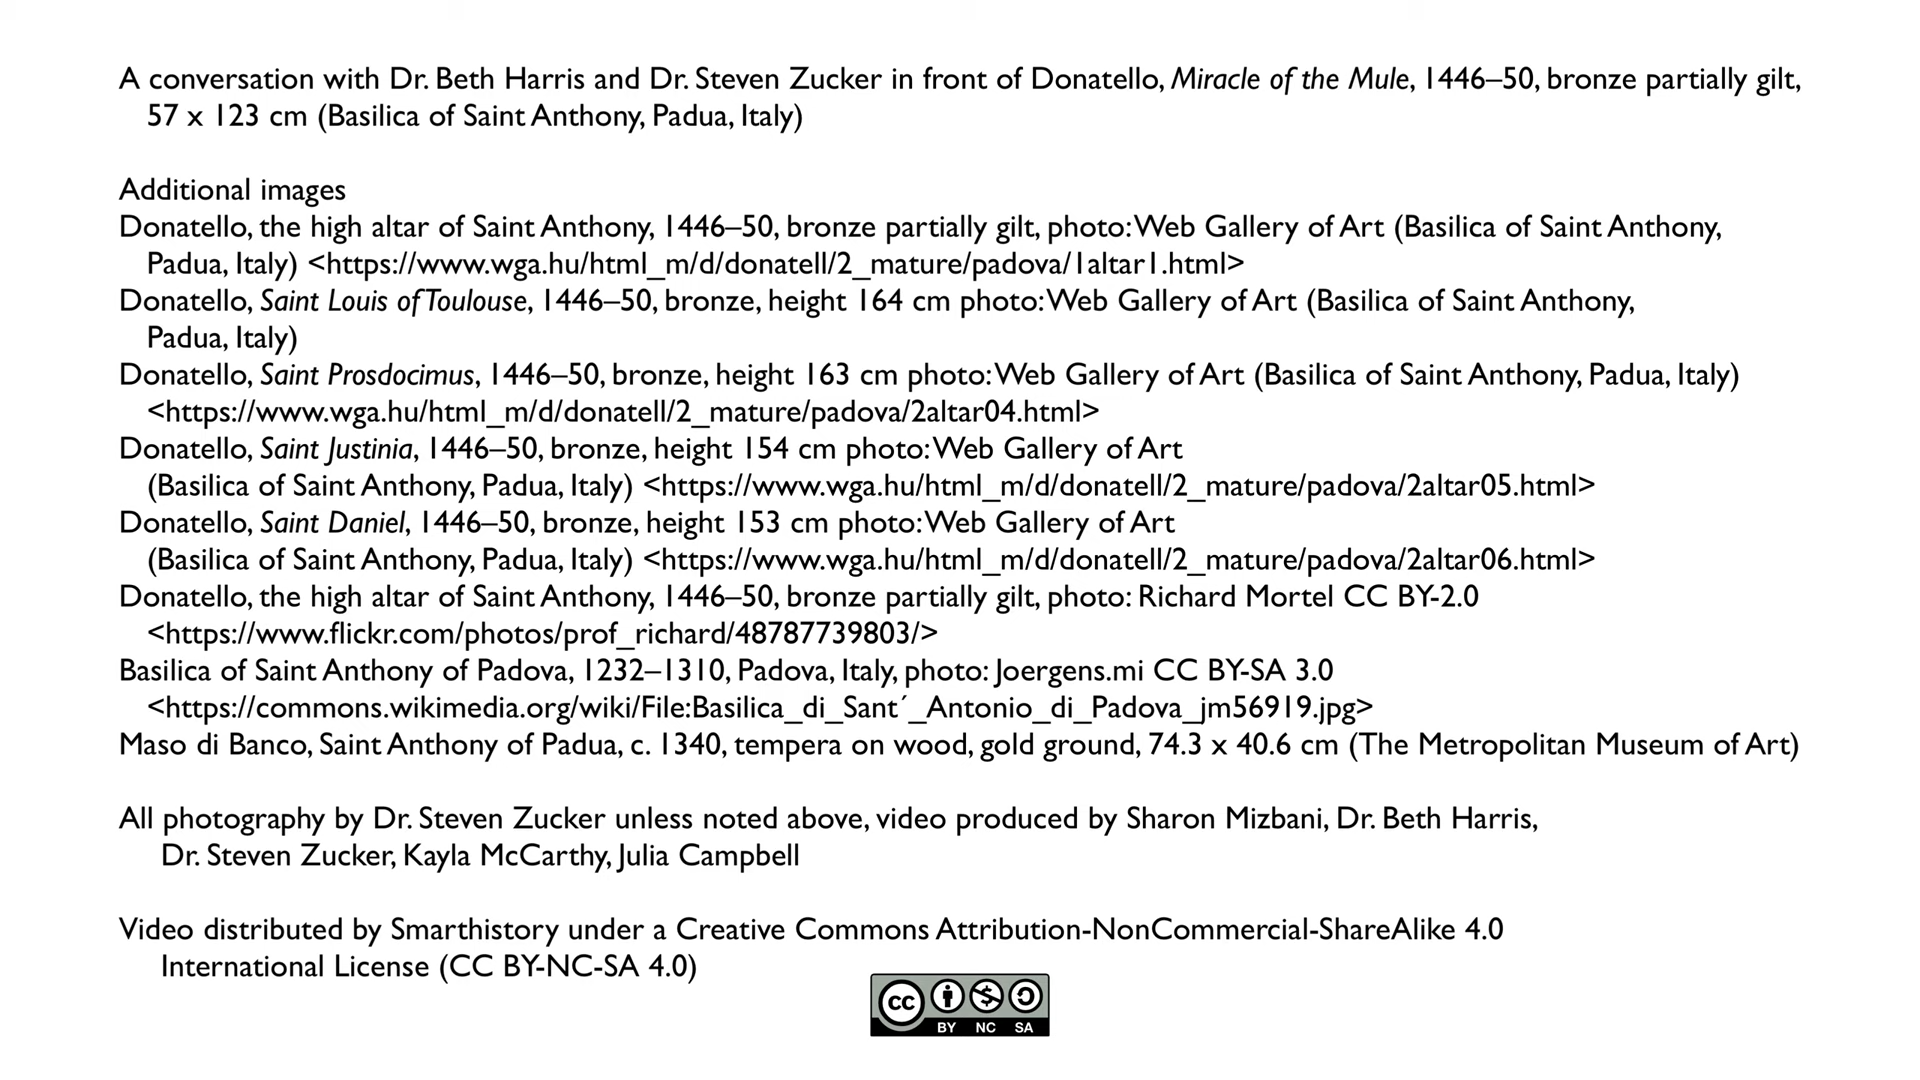 A conversation with Dr. Beth Harris and Dr. Steven Zucker in front of Donatello, Miracle of the Mule, 1446–50, bronze partially gilt,
57 x 123 cm (Basilica of Saint Anthony, Padua, Italy)
Additional images
Donatello, the high altar of Saint Anthony, 1446–50, bronze partially gilt, photo: Web Gallery of Art (Basilica of Saint Anthony,
Padua, Italy) <https://www.wga.hu/html_m/d/donatell/2_mature/padova/1altar1.html>
Donatello, Saint Louis of Toulouse, 1446–50, bronze, height 164 cm photo: Web Gallery of Art (Basilica of Saint Anthony,
Padua, Italy)
Donatello, Saint Prosdocimus, 1446–50, bronze, height 163 cm photo: Web Gallery of Art (Basilica of Saint Anthony, Padua, Italy)
<https://www.wga.hu/html_m/d/donatell/2_mature/padova/2altar04.html>
Donatello, Saint Justinia, 1446–50, bronze, height 154 cm photo: Web Gallery of Art
(Basilica of Saint Anthony, Padua, Italy) <https://www.wga.hu/html_m/d/donatell/2_mature/padova/2altar05.html>
Donatello, Saint Daniel, 1446–50, bronze, height 153 cm photo: Web Gallery of Art
(Basilica of Saint Anthony, Padua, Italy) <https://www.wga.hu/html_m/d/donatell/2_mature/padova/2altar06.html>
Donatello, the high altar of Saint Anthony, 1446–50, bronze partially gilt, photo: Richard Mortel CC BY-2.0
<https://www.flickr.com/photos/prof_richard/48787739803/>
Basilica of Saint Anthony of Padova, 1232–1310, Padova, Italy, photo: Joergens.mi CC BY-SA 3.0
<https://commons.wikimedia.org/wiki/File:Basilica_di_Sant´_Antonio_di_Padova_jm56919.jpg>
Maso di Banco, Saint Anthony of Padua, c. 1340, tempera on wood, gold ground, 74.3 x 40.6 cm (The Metropolitan Museum of Art)
All photography by Dr. Steven Zucker unless noted above, video produced by Sharon Mizbani, Dr. Beth Harris,
Dr. Steven Zucker, Kayla McCarthy, Julia Campbell
Video distributed by Smarthistory under a Creative Commons Attribution-NonCommercial-ShareAlike 4.0
International License (CC BY-NC-SA 4.0)
cc
BY NC SA